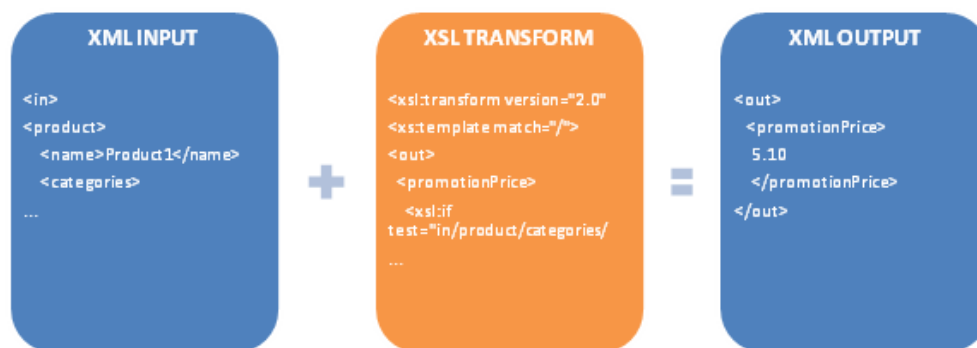 XML INPUT
<in>
<product>
<name>Product1</name>
<categories>
...
XSL TRANSFORM
<xsl:transform version="2.0"
<xs:template match="/">
<out>
<promotionPrice>
<xsl:if
test="in/product/categories/
...
XML OUTPUT
<out>
<promotionPrice>
5.10
</promotionPrice>
</out>